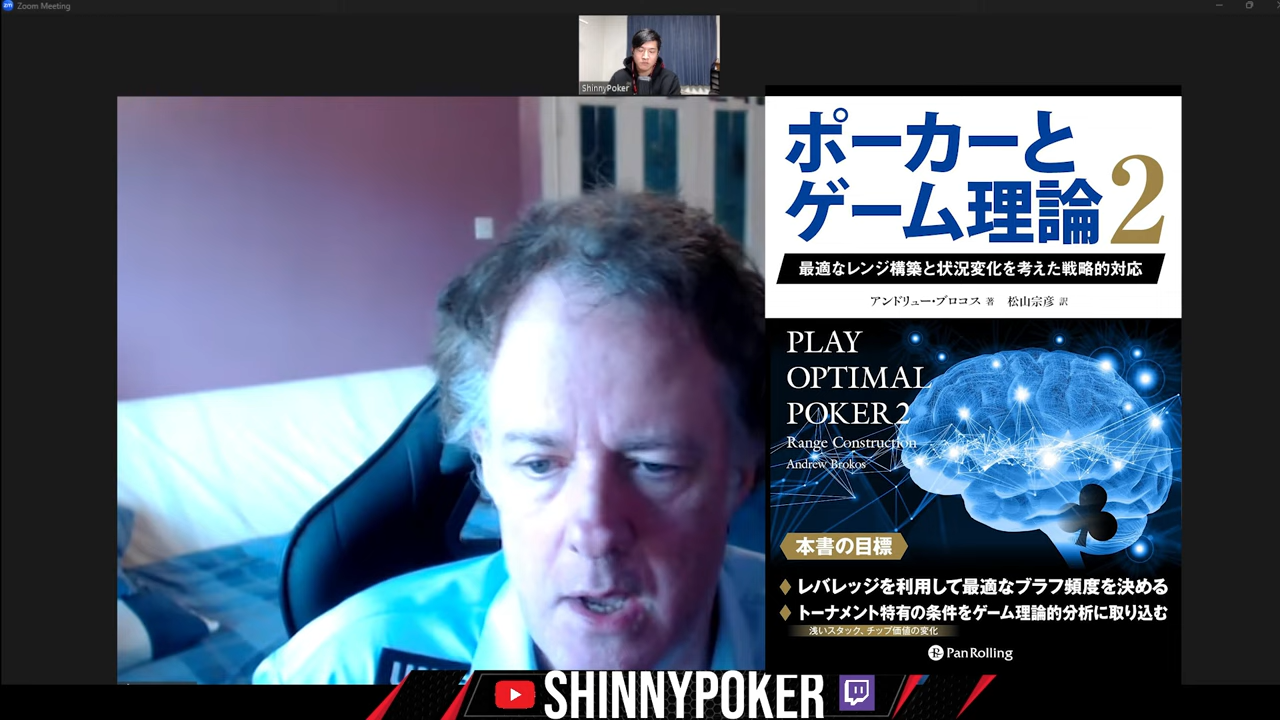 Zoom Meeting
ShinnyPoker
ポーカーと
ゲーム理論2
最適なレンジ構築と状況変化を考えた戦略的対応
アンドリュー・ブロコス 著 松山宗彦 訳
PLAY
OPTIMAL
POKER 2
Range Construction
Andrew Brokos
本書の目標
レバレッジを利用して最適なブラフ頻度を決める
トーナメント特有の条件をゲーム理論的分析に取り込む
浅いスタック、チップ価値の変化
PanRolling
SHINNYPOKER